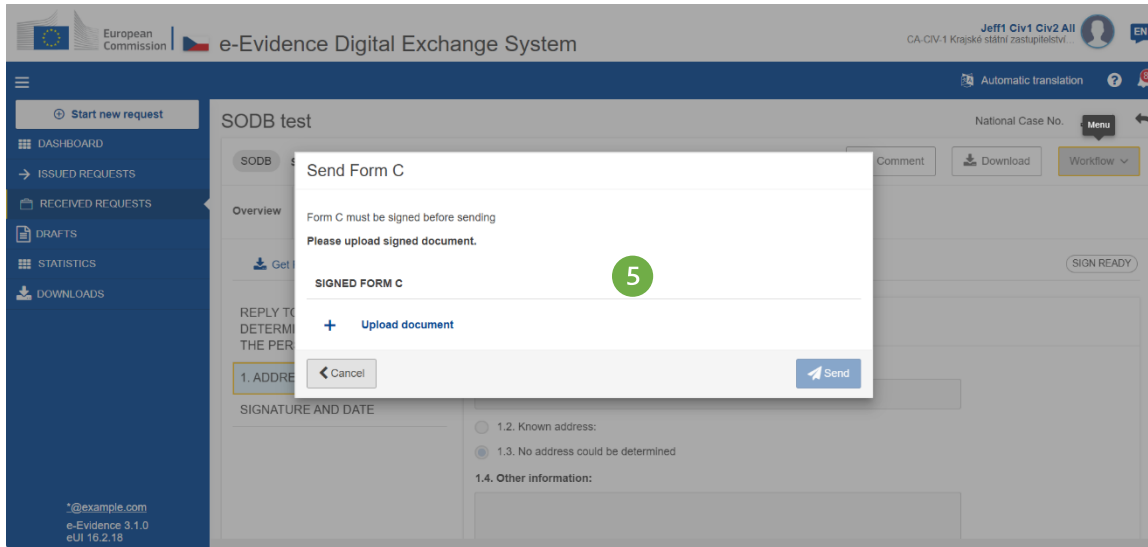 European
Commission
e-Evidence Digital Exchange System
Jeff1 Civ1 Civ2 All
CA-CIV-1 Krajské státní zastupitelství...
EN
Automatic translation
?
8
Start new request
DASHBOARD
ISSUED REQUESTS
RECEIVED REQUESTS
DRAFTS
STATISTICS
DOWNLOADS
*@example.com
e-Evidence 3.1.0
eUI 16.2.18
SODB test
National Case No.
Menu
SODB
Comment
Download
Workflow
Overview
Get
SIGN READY
Send Form C
Form C must be signed before sending
Please upload signed document.
SIGNED FORM C
5
+ Upload document
Cancel
Send
REPLY TO
DETERMI
THE PER
1. ADDRE
SIGNATURE AND DATE
1.2. Known address:
1.3. No address could be determined
1.4. Other information: